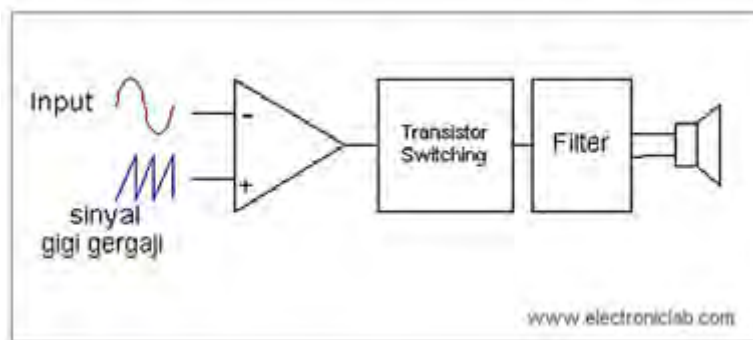 Input
-
+
sinyal
gigi gergaji
Transistor
Switching
Filter
www.electroniclab.com